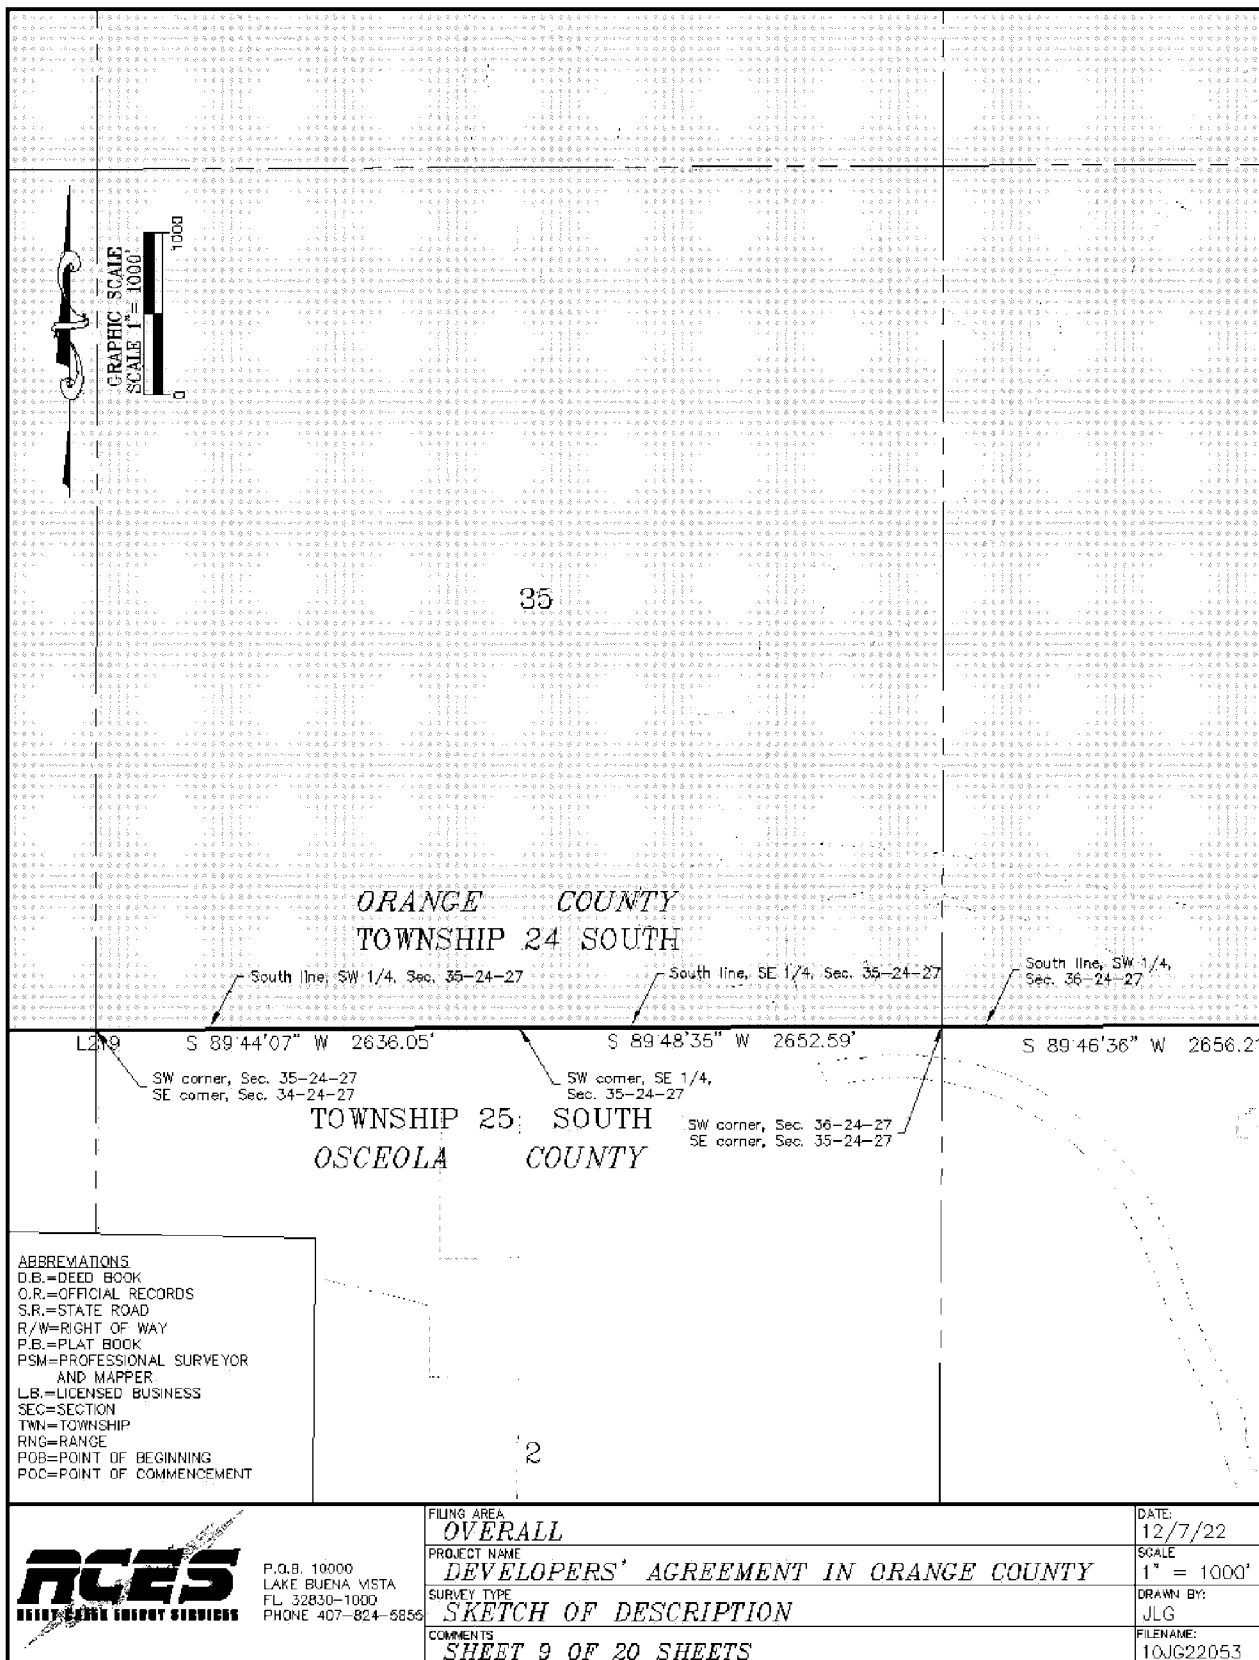 GRAPHIC SCALE
SCALE 1"= 1000'
0
1000
35
ORANGE COUNTY
TOWNSHIP 24 SOUTH
South line, SW 1/4, Sec. 35-24-27
South line, SE 1/4, Sec. 35-24-27
South line, SW 1/4,
Sec. 36-24-27
L219
S 89°44'07" W 2636.05'
S 89°48'35" W 2652.59'
S 89°46'36" W 2656.21
SW corner, Sec. 35-24-27
SE corner, Sec. 34-24-27
SW corner, SE 1/4,
Sec. 35-24-27
SW corner, Sec. 36-24-27
SE corner, Sec. 35-24-27
TOWNSHIP 25 SOUTH
OSCEOLA COUNTY
2
ABBREVIATIONS
D.B.=DEED BOOK
O.R.=OFFICIAL RECORDS
S.R.=STATE ROAD
R/W=RIGHT OF WAY
P.B.=PLAT BOOK
PSM=PROFESSIONAL SURVEYOR
AND MAPPER
L.B.=LICENSED BUSINESS
SEC=SECTION
TWN=TOWNSHIP
RNG=RANGE
POB=POINT OF BEGINNING
POC=POINT OF COMMENCEMENT
RCES
ENERGY SERVICES
P.O.B. 10000
LAKE BUENA VISTA
FL 32830-1000
PHONE 407-824-5856
FILING AREA
OVERALL
PROJECT NAME
DEVELOPERS' AGREEMENT IN ORANGE COUNTY
SURVEY TYPE
SKETCH OF DESCRIPTION
COMMENTS
SHEET 9 OF 20 SHEETS
DATE:
12/7/22
SCALE
1" = 1000'
DRAWN BY:
JLG
FILENAME:
10JG22053